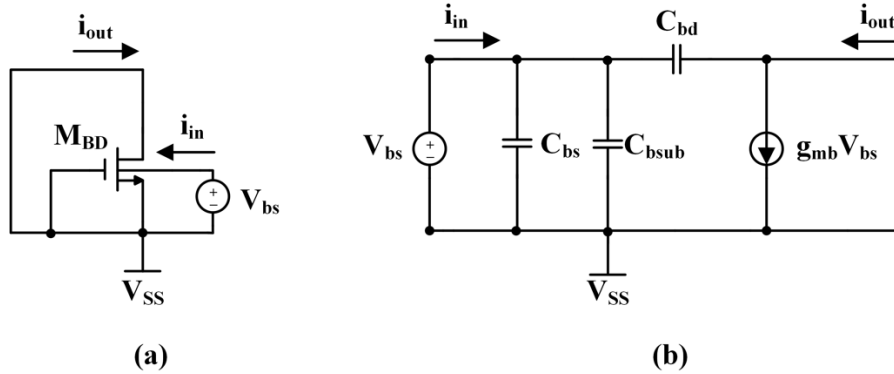 i_out
M_BD
i_in
+
−
V_bs
V_SS
(a)
i_in
C_bd
i_out
V_bs
+
−
C_bs
C_bsub
g_mbV_bs
V_SS
(b)